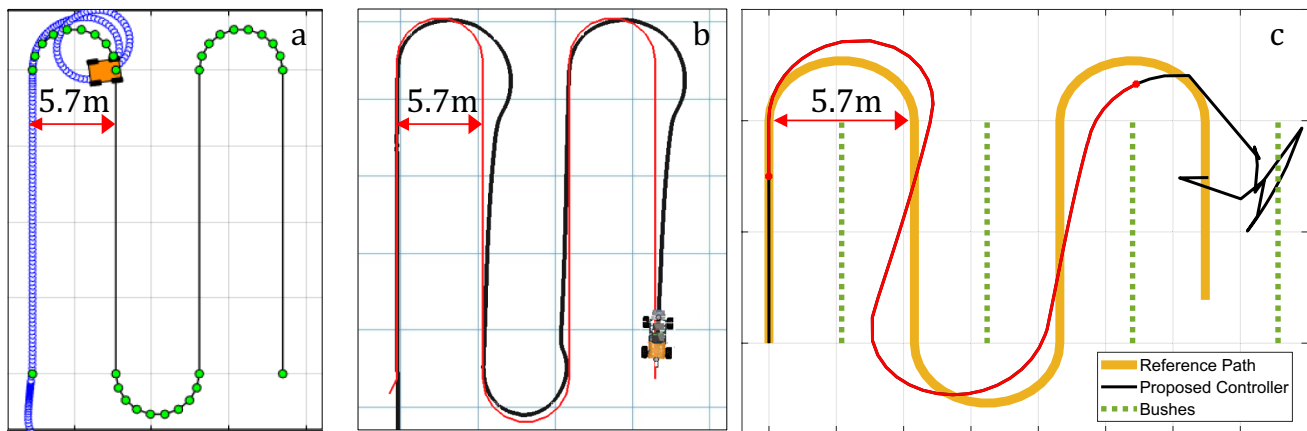 a
5.7m
b
5.7m
c
5.7m
Reference Path
Proposed Controller
Bushes